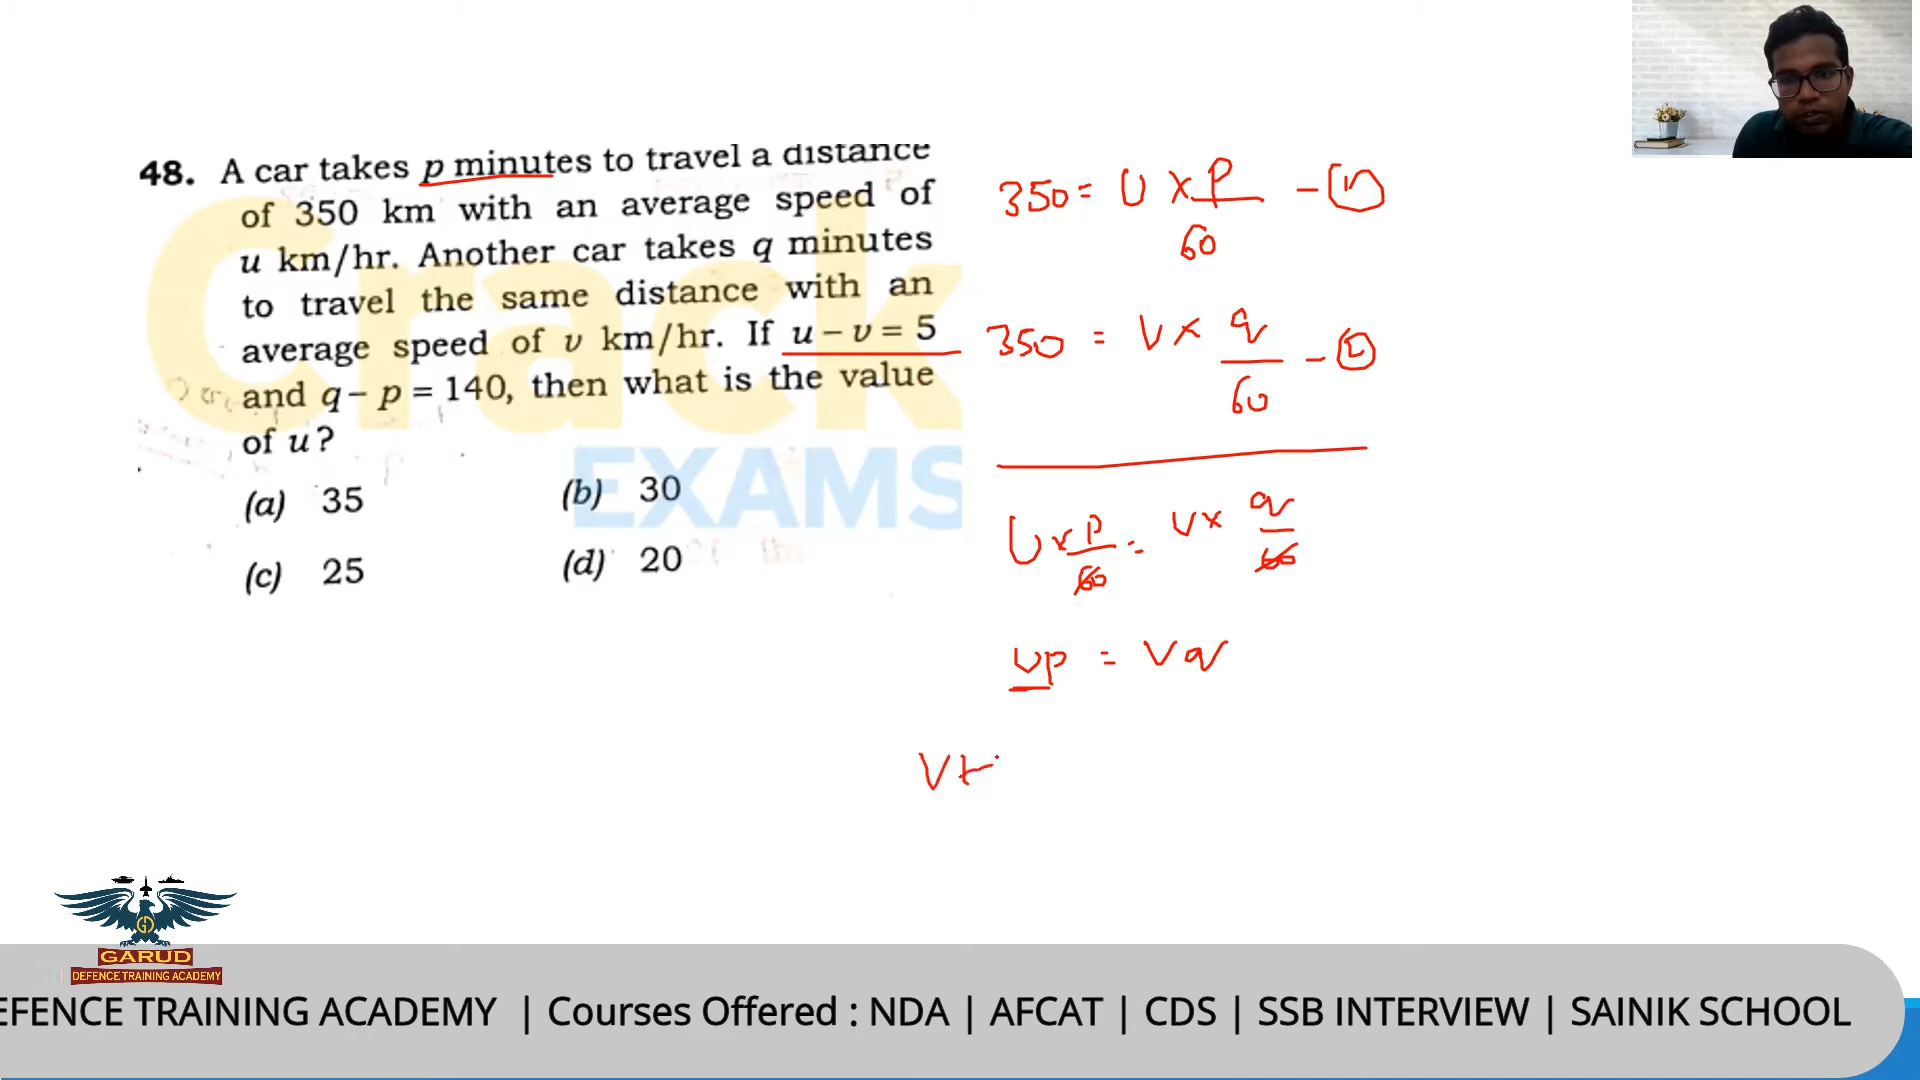 48. A car takes p minutes to travel a distance
of 350 km with an average speed of
u km/hr. Another car takes q minutes
to travel the same distance with an
average speed of v km/hr. If u – v = 5
and q – p = 140, then what is the value
of u?
(a) 35
(b) 30
(c) 25
(d) 20
Crack
EXAMS
350 = U × P/60 – ①
350 = V × q/60 – ②
U × P/60 = V × q/60
UP = Vq
V+
GARUD
DEFENCE TRAINING ACADEMY
EFENCE TRAINING ACADEMY | Courses Offered : NDA | AFCAT | CDS | SSB INTERVIEW | SAINIK SCHOOL